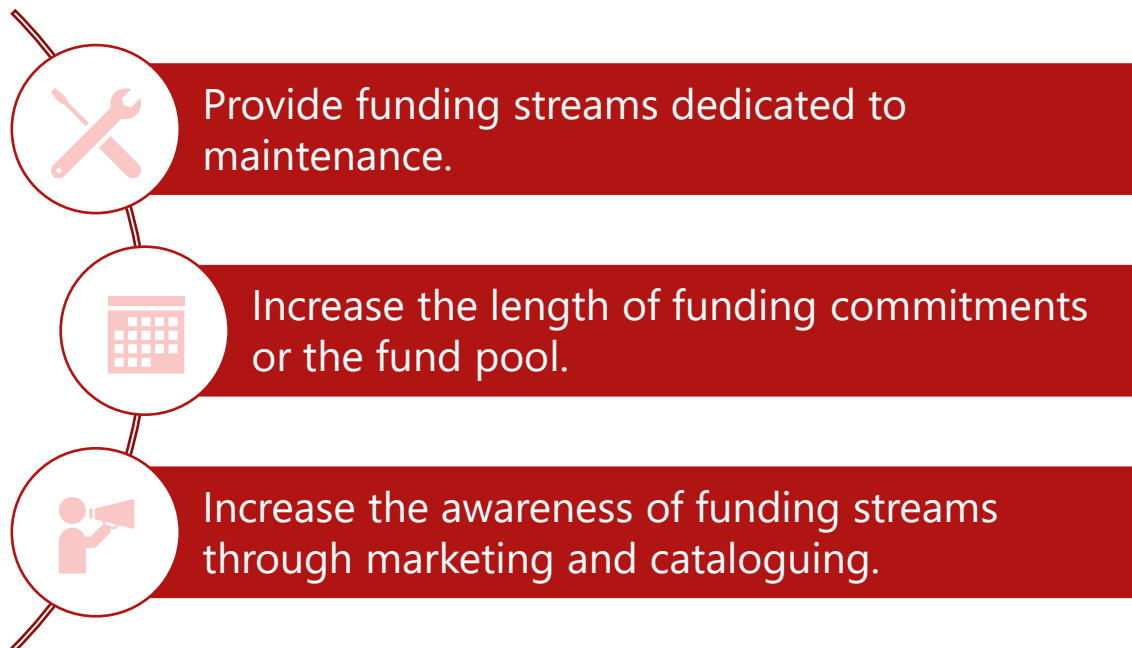 Provide funding streams dedicated to
maintenance.
Increase the length of funding commitments
or the fund pool.
Increase the awareness of funding streams
through marketing and cataloguing.